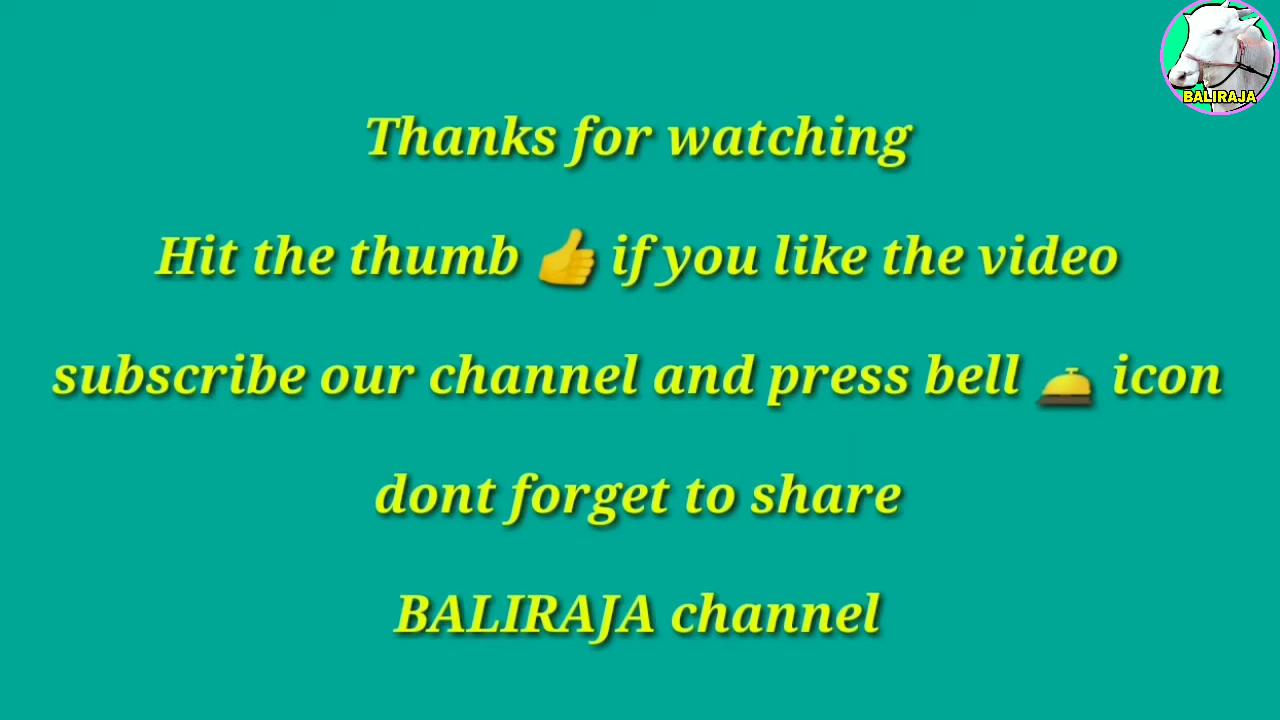 BALIRAJA
Thanks for watching
Hit the thumb 👍 if you like the video
subscribe our channel and press bell 🛎 icon
dont forget to share
BALIRAJA channel